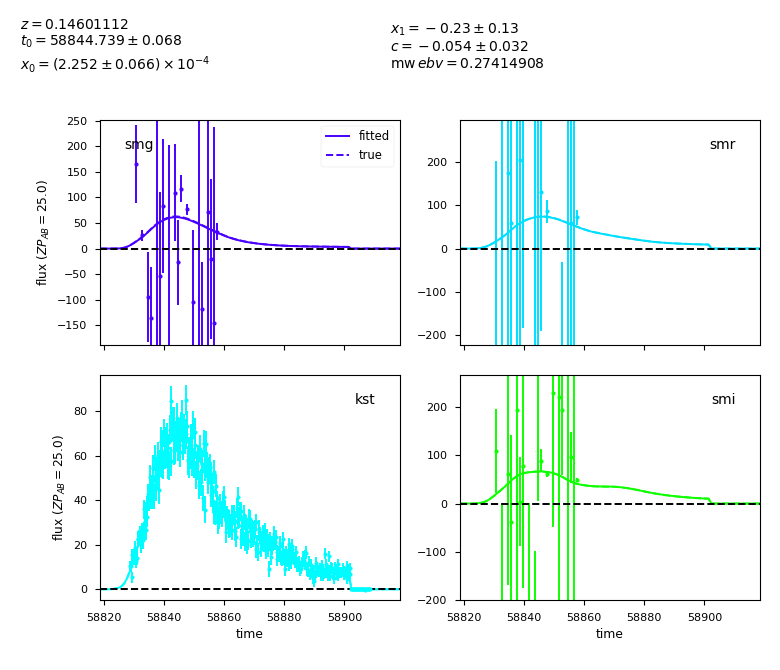 z = 0.14601112
t₀ = 58844.739 ± 0.068
x₀ = (2.252 ± 0.066) × 10⁻⁴
x₁ = −0.23 ± 0.13
c = −0.054 ± 0.032
mw ebv = 0.27414908
smg
fitted
true
250
200
150
100
50
0
−50
−100
−150
flux (ZP_AB = 25.0)
smr
200
100
0
−100
−200
kst
80
60
40
20
0
flux (ZP_AB = 25.0)
58820 58840 58860 58880 58900
time
smi
200
100
0
−100
−200
58820 58840 58860 58880 58900
time